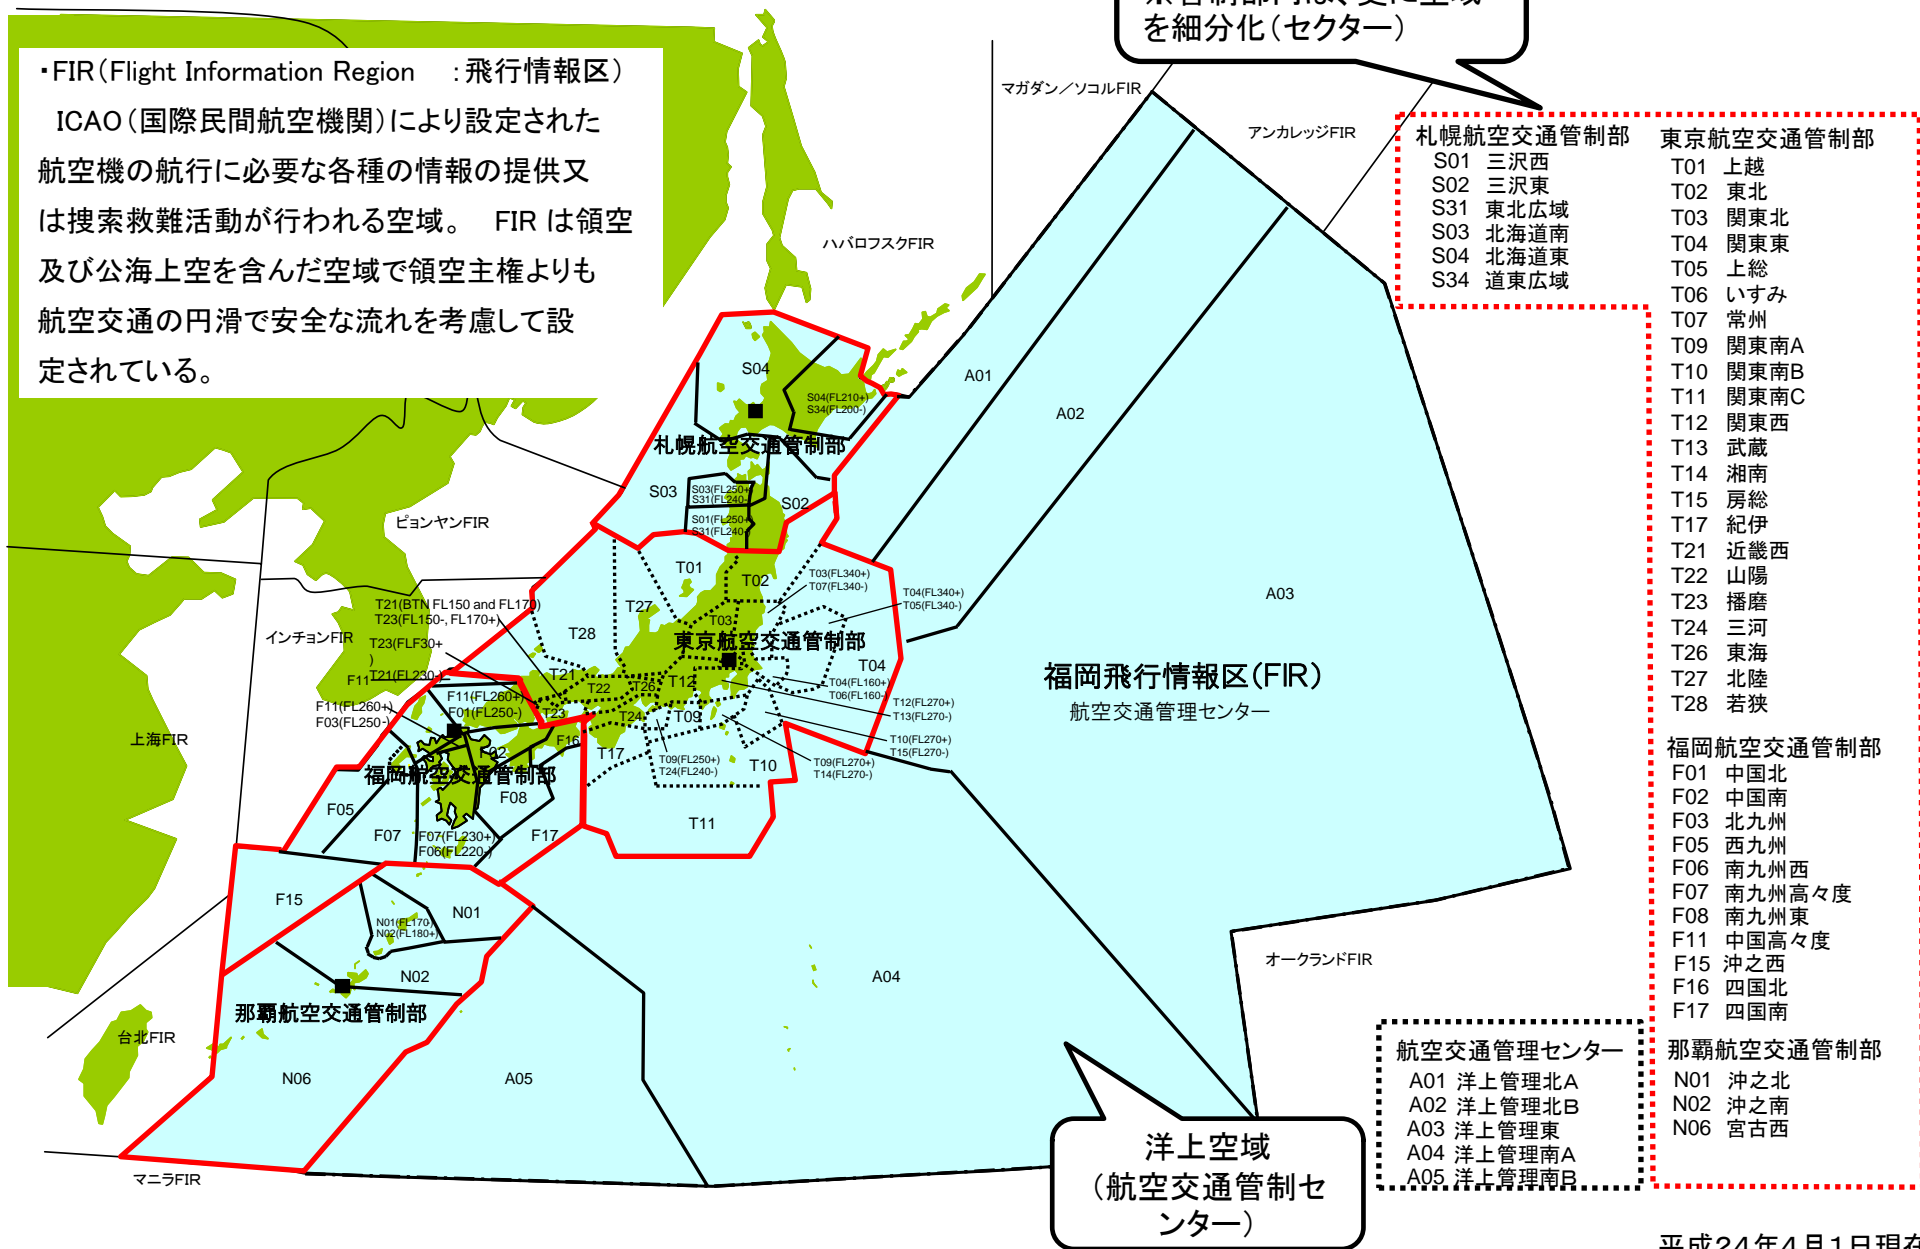 を細分化（セクター）
・FIR（Flight Information Region　：飛行情報区）
ICAO（国際民間航空機関）により設定された
航空機の航行に必要な各種の情報の提供又
は捜索救難活動が行われる空域。　FIR は領空
及び公海上空を含んだ空域で領空主権よりも
航空交通の円滑で安全な流れを考慮して設
定されている。
マガダン／ソコルFIR
アンカレッジFIR
ハバロフスクFIR
ピョンヤンFIR
インチョンFIR
上海FIR
台北FIR
マニラFIR
オークランドFIR
S04
S04(FL210+)
S34(FL200-)
札幌航空交通管制部
S03
S03(FL250+)
S31(FL240-)
S01(FL250+)
S31(FL240-)
S02
A01
A02
A03
T01
T02
T03(FL340+)
T07(FL340-)
T04(FL340+)
T05(FL340-)
T21(BTN FL150 and FL170)
T23(FL150-, FL170+)
T27
T28
T03
東京航空交通管制部
T23(FLF30+
)
T21(FL230-)
F11
T21
T22
T26
T12
T04
T04(FL160+)
T06(FL160-)
T12(FL270+)
T13(FL270-)
F11(FL260+)
F01(FL250-)
F11(FL260+)
F03(FL250-)
T23
T24
T09
T10(FL270+)
T15(FL270-)
F02
F16
T17
T09(FL250+)
T24(FL240-)
T10
T09(FL270+)
T14(FL270-)
福岡航空交通管制部
F05
F08
F07
F07(FL230+)
F06(FL220-)
F17
T11
福岡飛行情報区(FIR)
航空交通管理センター
F15
N01
N01(FL170-)
N02(FL180+)
N02
那覇航空交通管制部
N06
A05
A04
洋上空域
（航空交通管制セ
ンター）
札幌航空交通管制部
S01 三沢西
S02 三沢東
S31 東北広域
S03 北海道南
S04 北海道東
S34 道東広域
東京航空交通管制部
T01 上越
T02 東北
T03 関東北
T04 関東東
T05 上総
T06 いすみ
T07 常州
T09 関東南A
T10 関東南B
T11 関東南C
T12 関東西
T13 武蔵
T14 湘南
T15 房総
T17 紀伊
T21 近畿西
T22 山陽
T23 播磨
T24 三河
T26 東海
T27 北陸
T28 若狭
福岡航空交通管制部
F01 中国北
F02 中国南
F03 北九州
F05 西九州
F06 南九州西
F07 南九州高々度
F08 南九州東
F11 中国高々度
F15 沖之西
F16 四国北
F17 四国南
那覇航空交通管制部
N01 沖之北
N02 沖之南
N06 宮古西
航空交通管理センター
A01 洋上管理北A
A02 洋上管理北B
A03 洋上管理東
A04 洋上管理南A
A05 洋上管理南B
平成24年4月1日現在